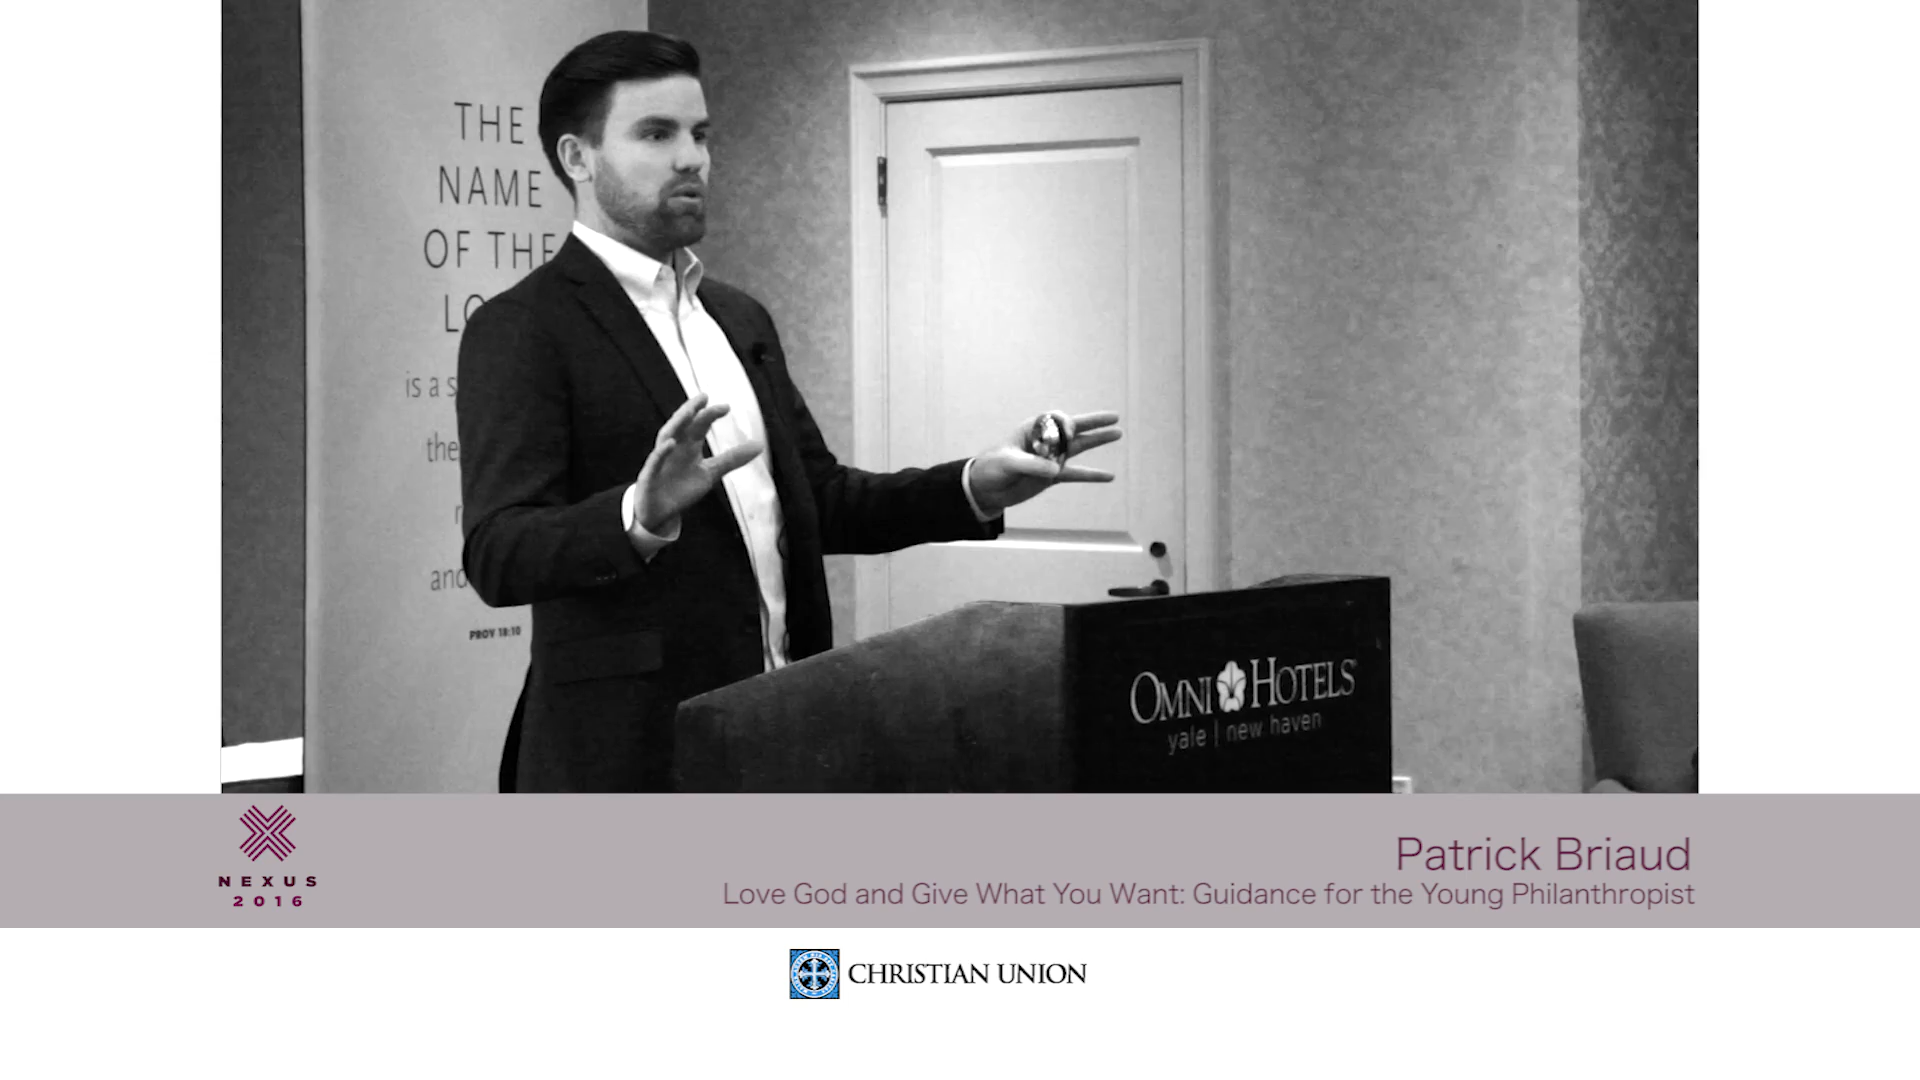 THE
NAME
OF THE
is a
the
and
PROV 18:10
OMNI HOTELS
yale | new haven
NEXUS
2016
Patrick Briaud
Love God and Give What You Want: Guidance for the Young Philanthropist
CHRISTIAN UNION